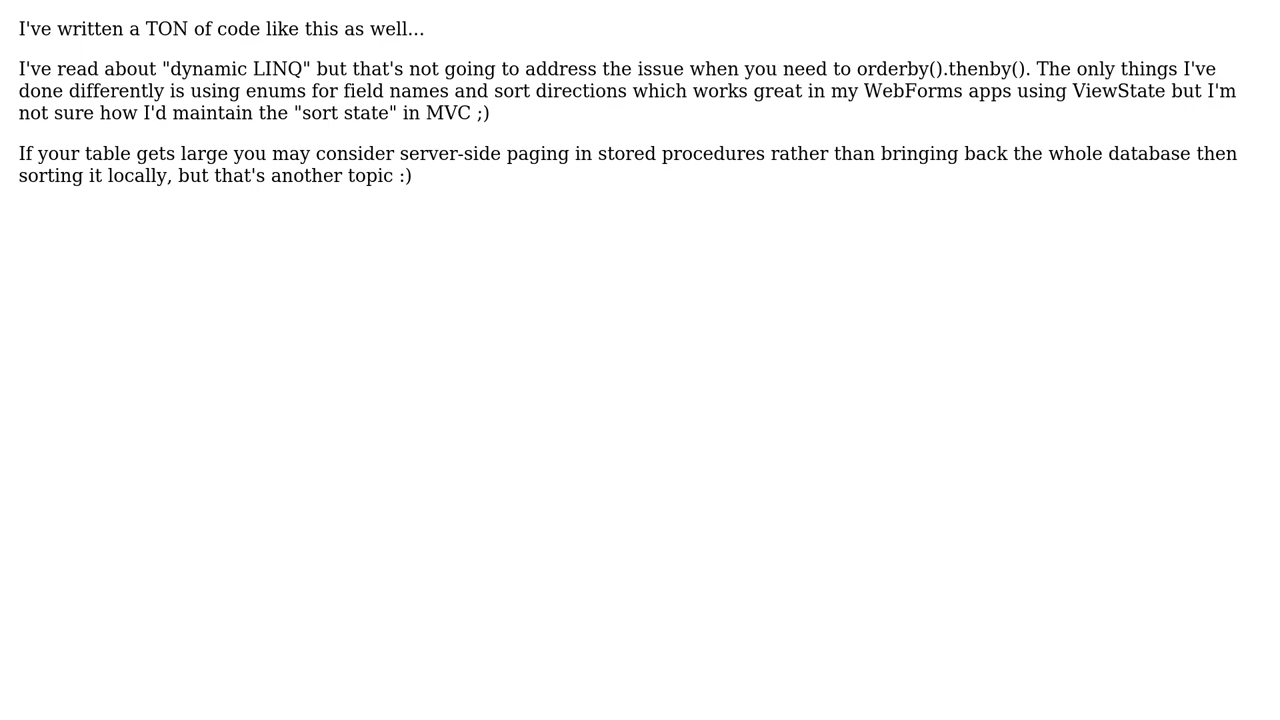 I've written a TON of code like this as well...
I've read about "dynamic LINQ" but that's not going to address the issue when you need to orderby().thenby(). The only things I've
done differently is using enums for field names and sort directions which works great in my WebForms apps using ViewState but I'm
not sure how I'd maintain the "sort state" in MVC ;)
If your table gets large you may consider server-side paging in stored procedures rather than bringing back the whole database then
sorting it locally, but that's another topic :)